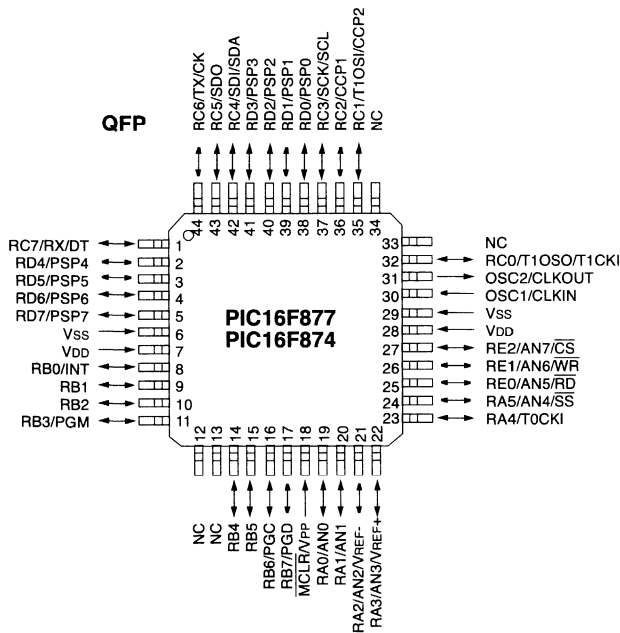 QFP
RC6/TX/CK
RC5/SDO
RC4/SDI/SDA
RD3/PSP3
RD2/PSP2
RD1/PSP1
RD0/PSP0
RC3/SCK/SCL
RC2/CCP1
RC1/T1OSI/CCP2
NC
44
43
42
41
40
39
38
37
36
35
34
RC7/RX/DT 1
RD4/PSP4 2
RD5/PSP5 3
RD6/PSP6 4
RD7/PSP7 5
VSS 6
VDD 7
RB0/INT 8
RB1 9
RB2 10
RB3/PGM 11
PIC16F877
PIC16F874
33 NC
32 RC0/T1OSO/T1CKI
31 OSC2/CLKOUT
30 OSC1/CLKIN
29 VSS
28 VDD
27 RE2/AN7/C̅S̅
26 RE1/AN6/W̅R̅
25 RE0/AN5/R̅D̅
24 RA5/AN4/S̅S̅
23 RA4/T0CKI
12
13
14
15
16
17
18
19
20
21
22
NC
NC
RB4
RB5
RB6/PGC
RB7/PGD
M̅C̅L̅R̅/VPP
RA0/AN0
RA1/AN1
RA2/AN2/VREF-
RA3/AN3/VREF+